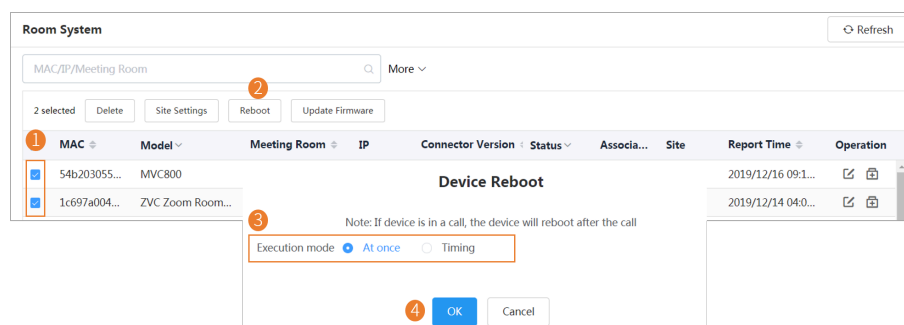 Room System
Refresh
MAC/IP/Meeting Room
More
2
2 selected Delete Site Settings Reboot Update Firmware
1
MAC Model Meeting Room IP Connector Version Status Associa... Site Report Time Operation
54b203055... MVC800 2019/12/16 09:1...
1c697a004... ZVC Zoom Room... 2019/12/14 04:0...
Device Reboot
Note: If device is in a call, the device will reboot after the call
3
Execution mode At once Timing
4 OK Cancel